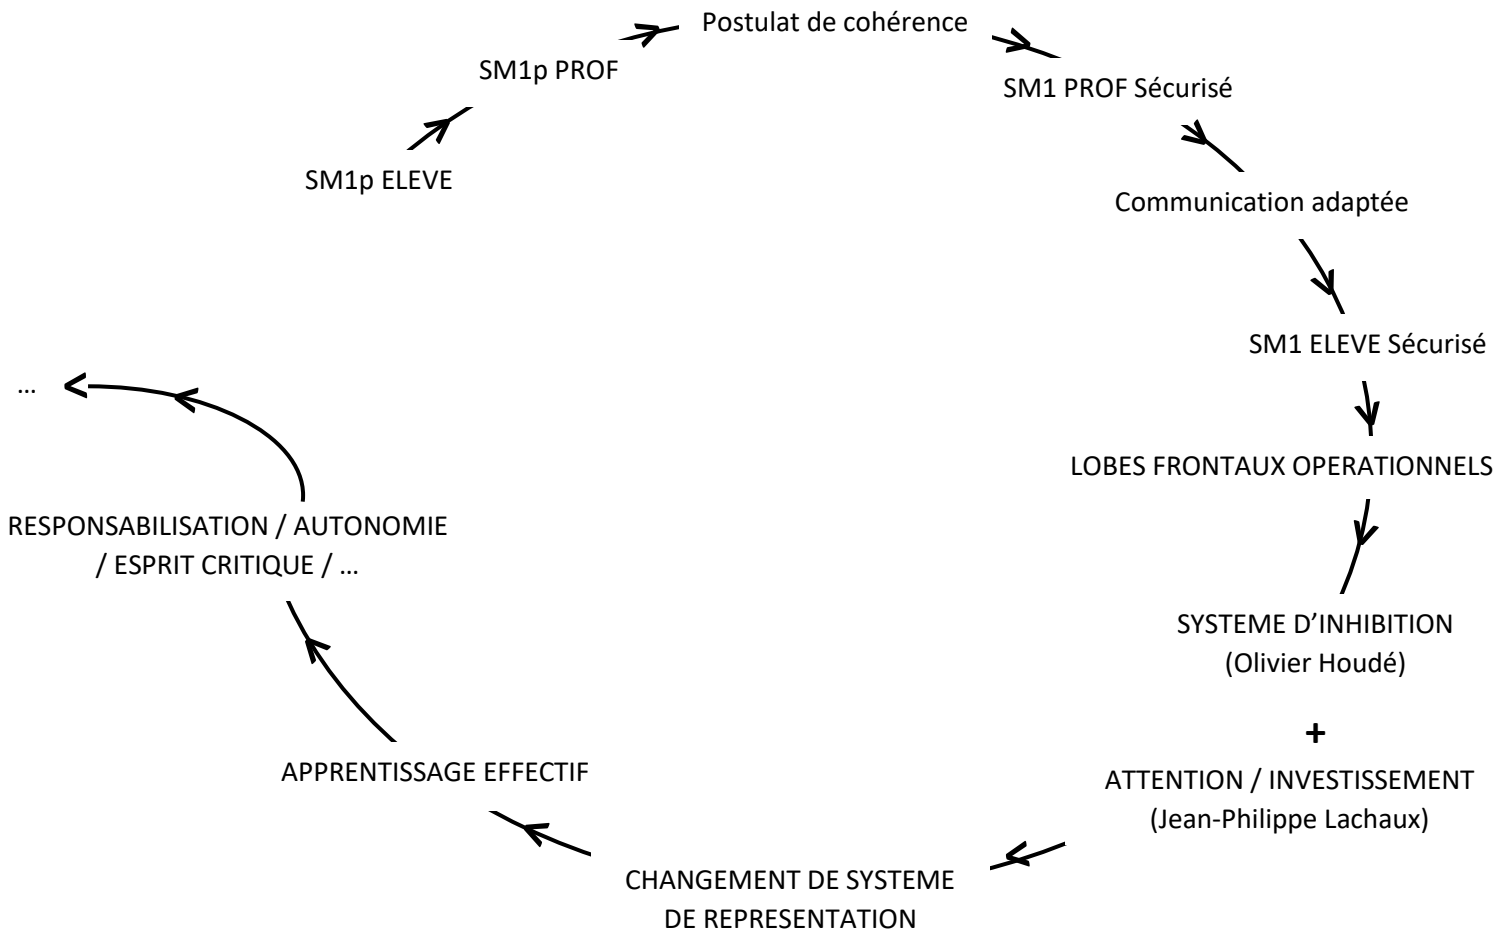 Postulat de cohérence
SM1p PROF
SM1 PROF Sécurisé
SM1p ELEVE
Communication adaptée
SM1 ELEVE Sécurisé
...
LOBES FRONTAUX OPERATIONNELS
RESPONSABILISATION / AUTONOMIE
/ ESPRIT CRITIQUE / ...
SYSTEME D’INHIBITION
(Olivier Houdé)
+
ATTENTION / INVESTISSEMENT
(Jean-Philippe Lachaux)
APPRENTISSAGE EFFECTIF
CHANGEMENT DE SYSTEME
DE REPRESENTATION